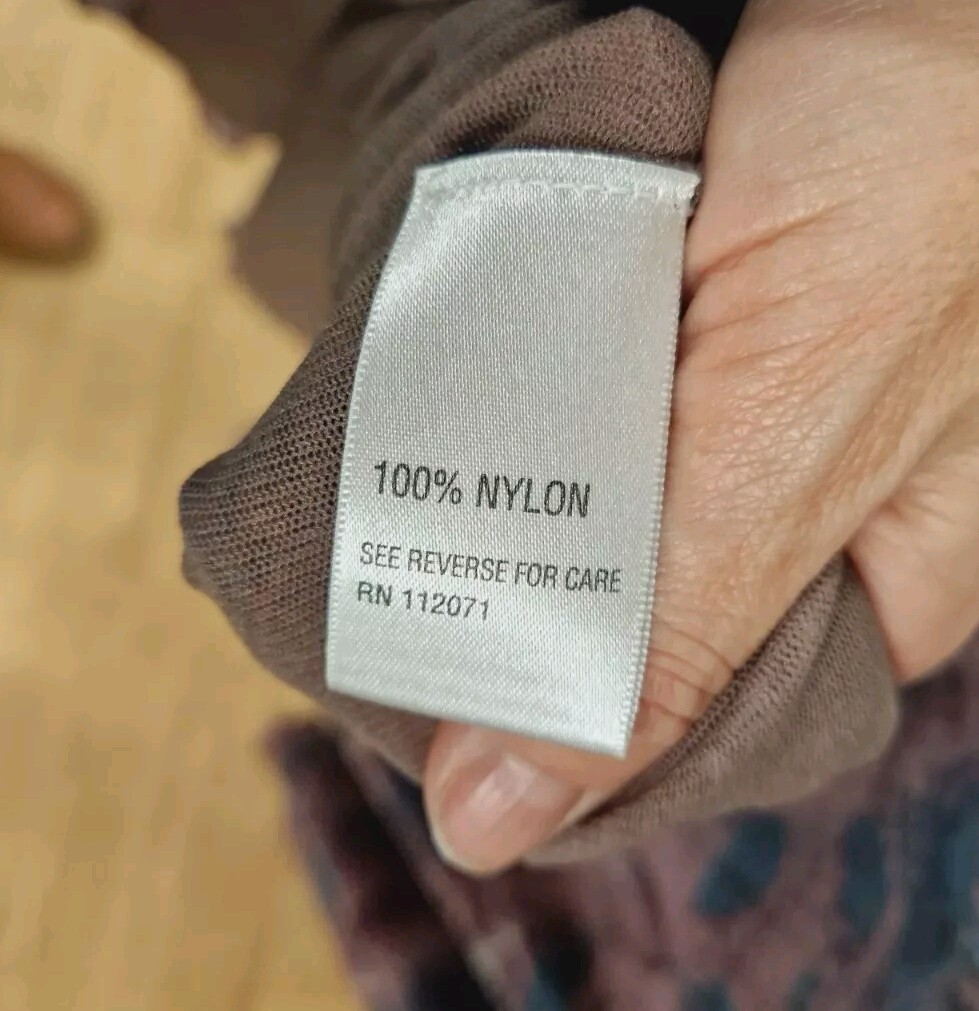 100% NYLON
SEE REVERSE FOR CARE
RN 112071